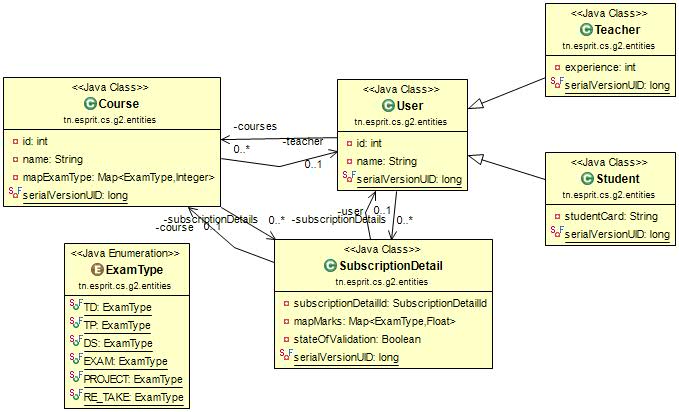 <<Java Class>>
Teacher
tn.esprit.cs.g2.entities
experience: int
serialVersionUID: long
<<Java Class>>
Course
tn.esprit.cs.g2.entities
id: int
name: String
mapExamType: Map<ExamType,Integer>
serialVersionUID: long
<<Java Class>>
User
tn.esprit.cs.g2.entities
id: int
name: String
serialVersionUID: long
-courses
0..*
-teacher
0..1
<<Java Class>>
Student
tn.esprit.cs.g2.entities
studentCard: String
serialVersionUID: long
-subscriptionDetails
0..*
-course
0..1
-user
0..1
-subscriptionDetails
0..*
<<Java Enumeration>>
ExamType
tn.esprit.cs.g2.entities
TD: ExamType
TP: ExamType
DS: ExamType
EXAM: ExamType
PROJECT: ExamType
RE_TAKE: ExamType
<<Java Class>>
SubscriptionDetail
tn.esprit.cs.g2.entities
subscriptionDetailId: SubscriptionDetailId
mapMarks: Map<ExamType,Float>
stateOfValidation: Boolean
serialVersionUID: long